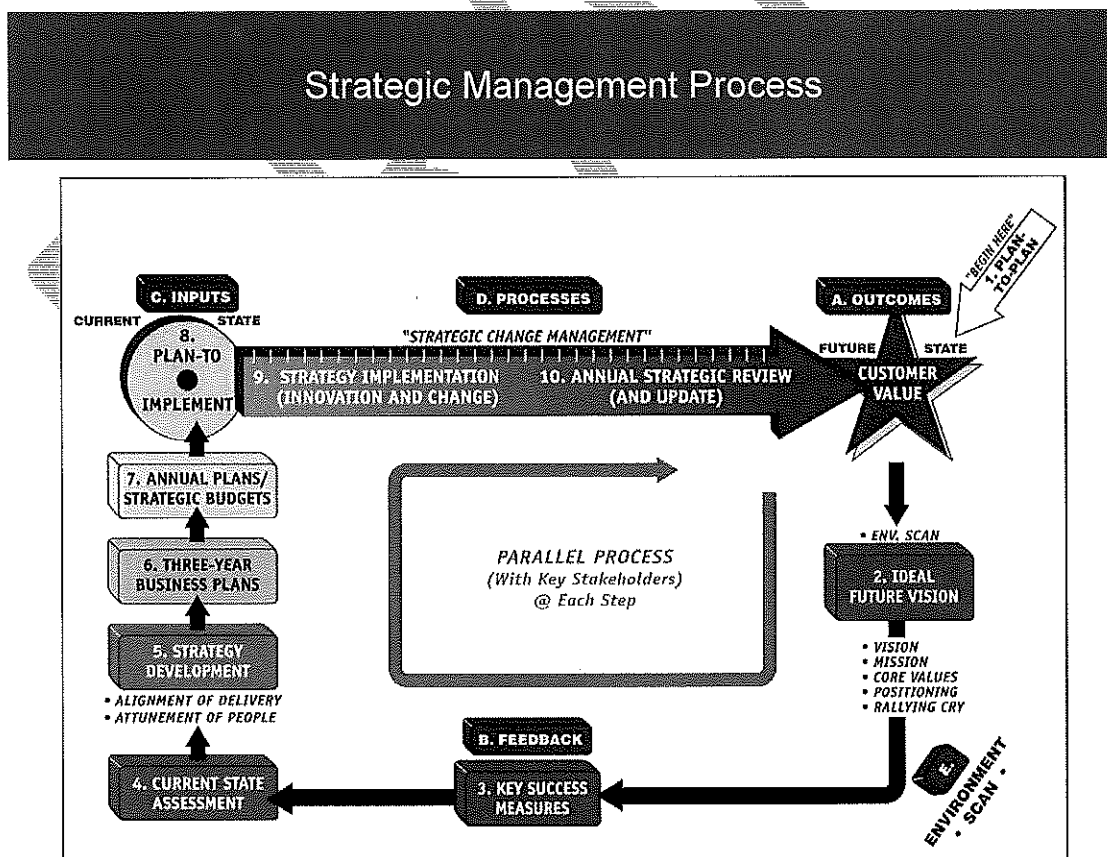 Strategic Management Process
"BEGIN HERE"
1. PLAN-
TO-PLAN
C. INPUTS
D. PROCESSES
A. OUTCOMES
CURRENT STATE
"STRATEGIC CHANGE MANAGEMENT"
FUTURE STATE
8.
PLAN-TO
IMPLEMENT
9. STRATEGY IMPLEMENTATION
(INNOVATION AND CHANGE)
10. ANNUAL STRATEGIC REVIEW
(AND UPDATE)
CUSTOMER
VALUE
7. ANNUAL PLANS/
STRATEGIC BUDGETS
6. THREE-YEAR
BUSINESS PLANS
5. STRATEGY
DEVELOPMENT
• ALIGNMENT OF DELIVERY
• ATTUNEMENT OF PEOPLE
4. CURRENT STATE
ASSESSMENT
PARALLEL PROCESS
(With Key Stakeholders)
@ Each Step
B. FEEDBACK
3. KEY SUCCESS
MEASURES
• ENV. SCAN
2. IDEAL
FUTURE VISION
• VISION
• MISSION
• CORE VALUES
• POSITIONING
• RALLYING CRY
E.
ENVIRONMENT
• SCAN •